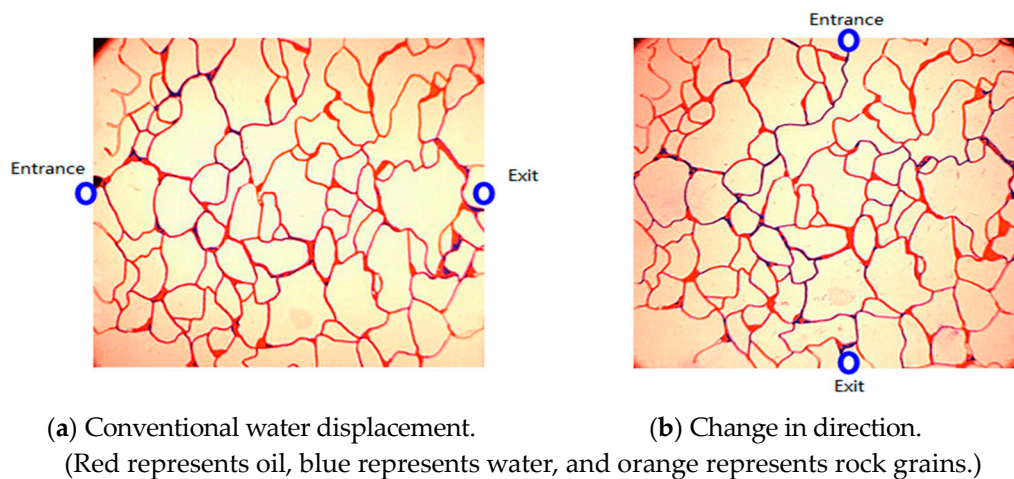 Entrance
Entrance
Exit
Exit
(a) Conventional water displacement.
(b) Change in direction.
(Red represents oil, blue represents water, and orange represents rock grains.)